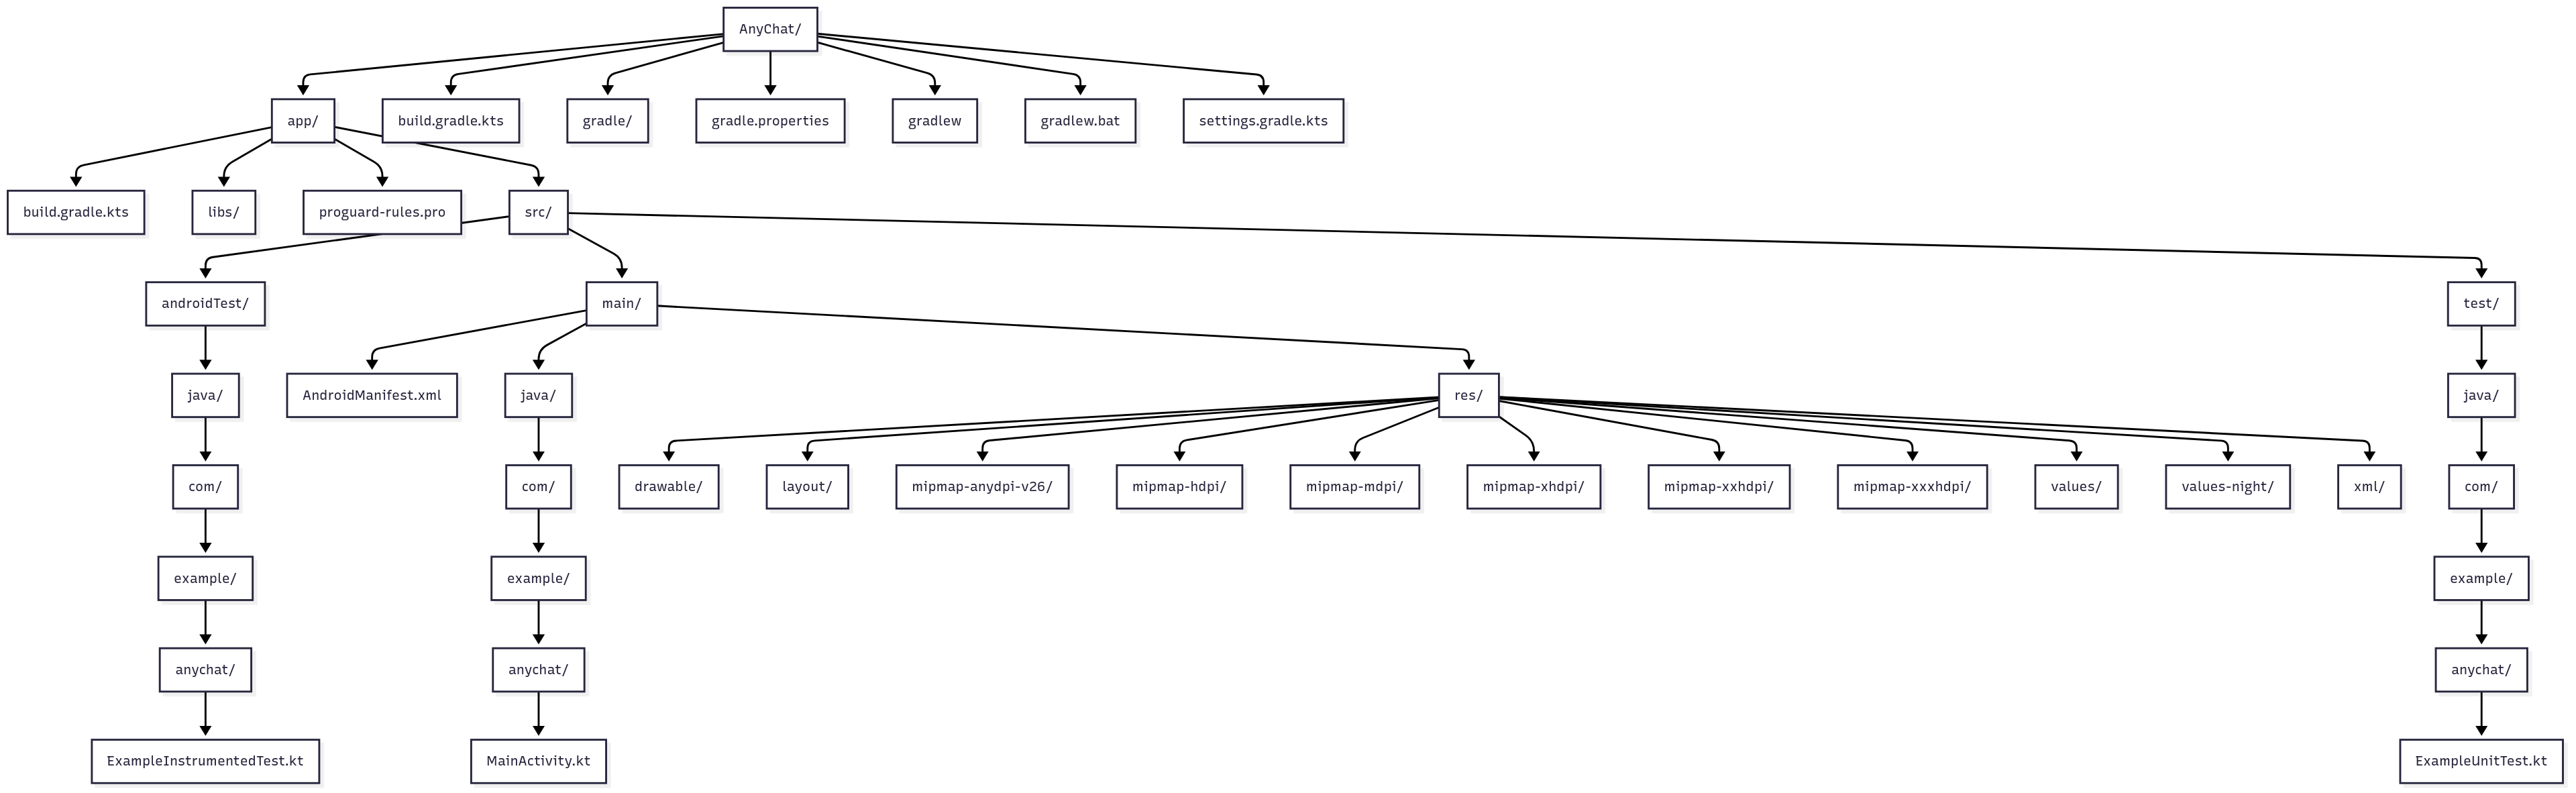 AnyChat/
app/
build.gradle.kts
gradle/
gradle.properties
gradlew
gradlew.bat
settings.gradle.kts
build.gradle.kts
libs/
proguard-rules.pro
src/
androidTest/
main/
test/
java/
AndroidManifest.xml
java/
res/
java/
com/
com/
drawable/
layout/
mipmap-anydpi-v26/
mipmap-hdpi/
mipmap-mdpi/
mipmap-xhdpi/
mipmap-xxhdpi/
mipmap-xxxhdpi/
values/
values-night/
xml/
com/
example/
example/
example/
anychat/
anychat/
anychat/
ExampleInstrumentedTest.kt
MainActivity.kt
ExampleUnitTest.kt